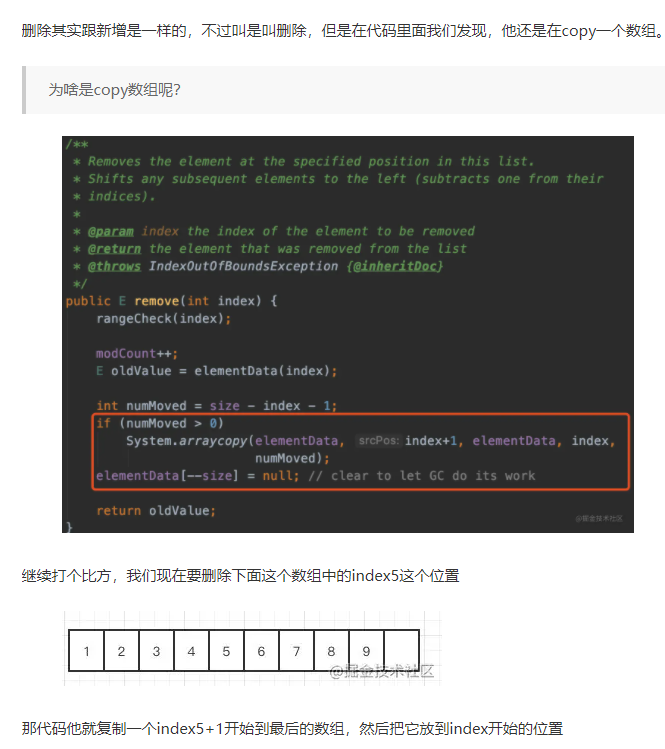 删除其实跟新增是一样的，不过叫是叫删除，但是在代码里面我们发现，他还是在copy一个数组。
为啥是copy数组呢？
/**
 * Removes the element at the specified position in this list.
 * Shifts any subsequent elements to the left (subtracts one from their
 * indices).
 *
 * @param index the index of the element to be removed
 * @return the element that was removed from the list
 * @throws IndexOutOfBoundsException {@inheritDoc}
 */
public E remove(int index) {
    rangeCheck(index);
    modCount++;
    E oldValue = elementData(index);
    int numMoved = size - index - 1;
    if (numMoved > 0)
        System.arraycopy(elementData, srcPos: index+1, elementData, index,
                         numMoved);
    elementData[--size] = null; // clear to let GC do its work
    return oldValue;
}
@掘金技术社区
继续打个比方，我们现在要删除下面这个数组中的index5这个位置
1 2 3 4 5 6 7 8 9
@掘金技术社区
那代码他就复制一个index5+1开始到最后的数组，然后把它放到index开始的位置